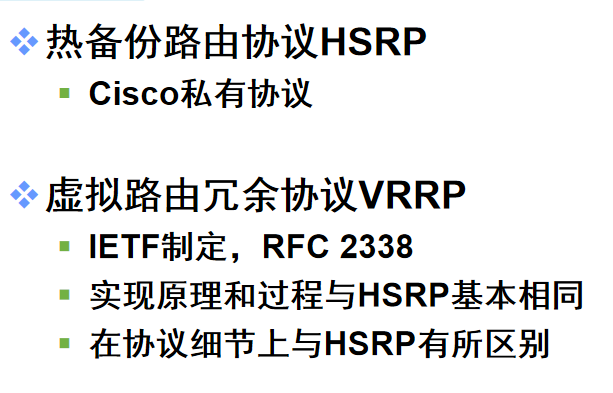 热备份路由协议HSRP
Cisco私有协议
虚拟路由冗余协议VRRP
IETF制定，RFC 2338
实现原理和过程与HSRP基本相同
在协议细节上与HSRP有所区别